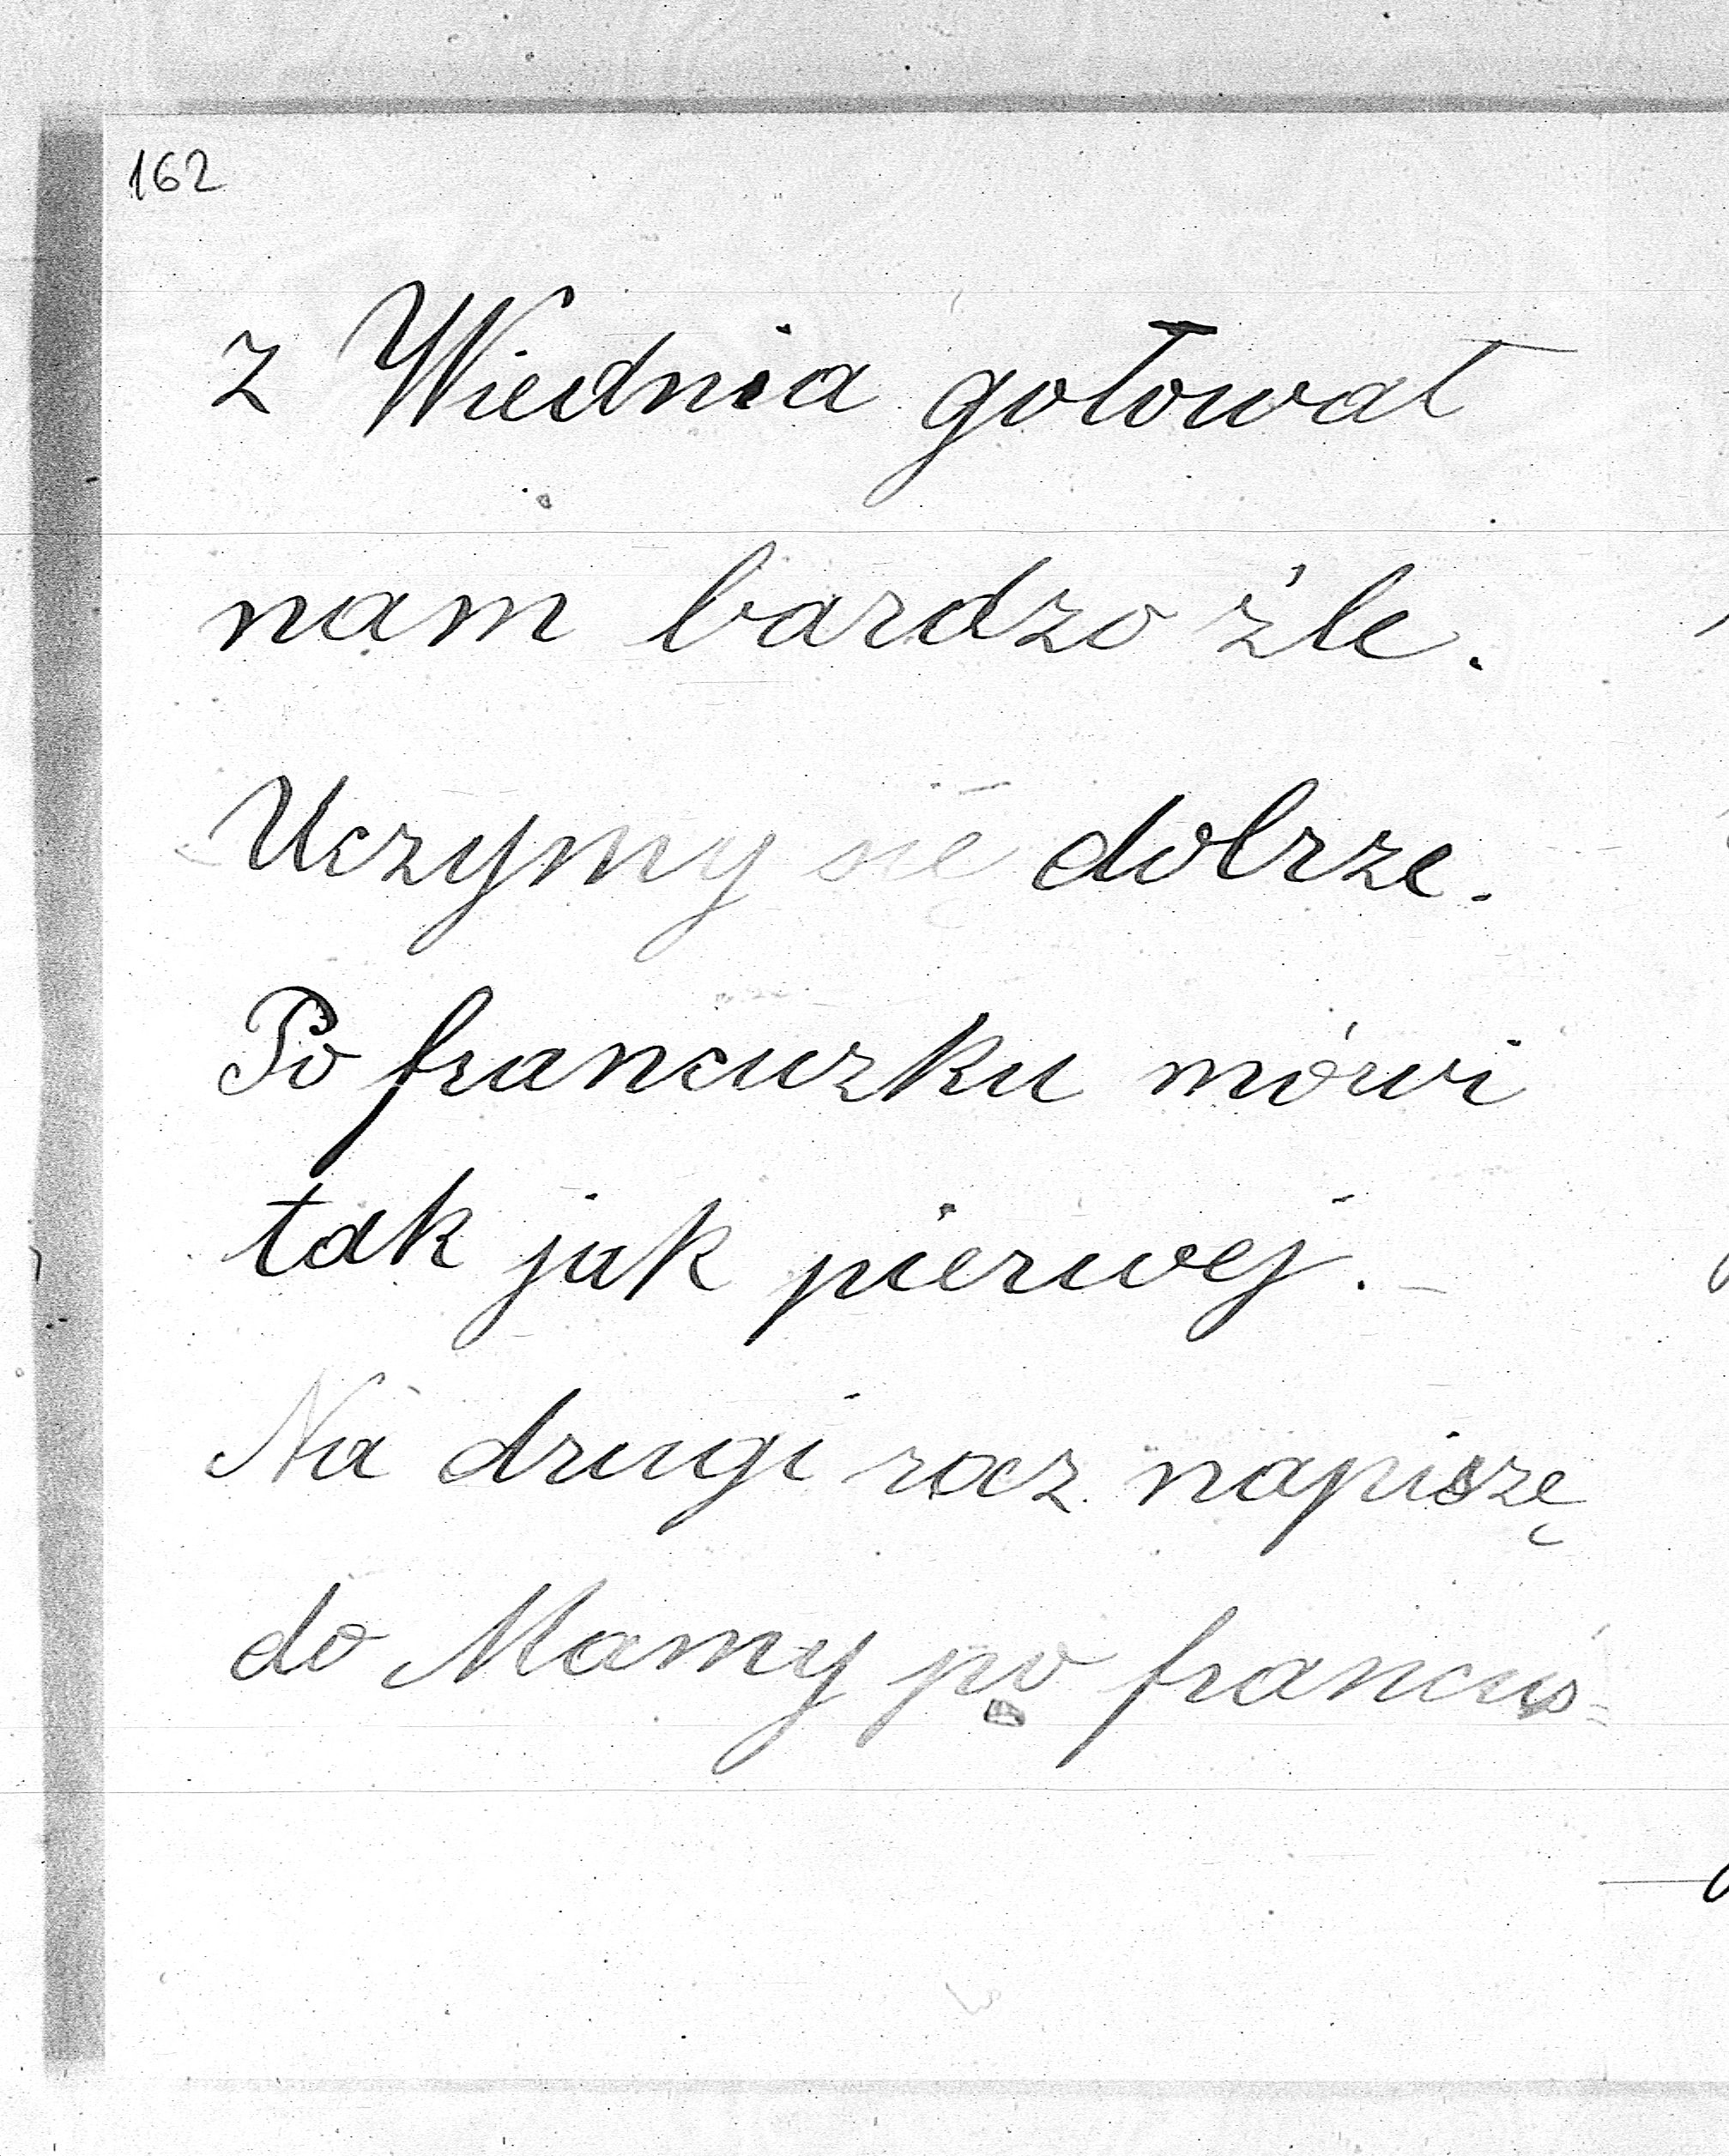 162
z Wiednia gotował
nam bardzo źle.
Uczymy się dobrze.
Po francuzku mówi
tak jak pierwej.
Na drugi raz napiszę
do Mamy po francus=